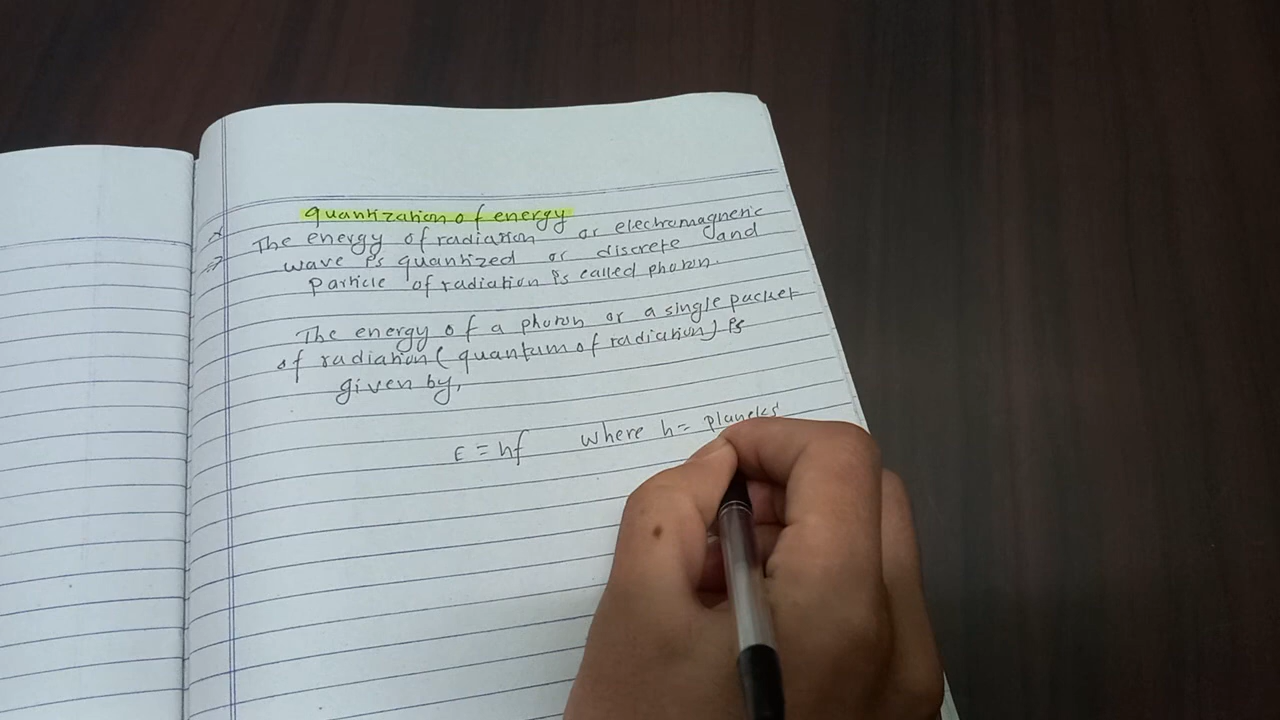 quantization of energy
⇒ The energy of radiation or electromagneric
wave is quantized or discrete and
particle of radiation is called photon.
The energy of a photon or a single packet
of radiation ( quantum of radiation) is
given by,
E = hf where h= plancks'